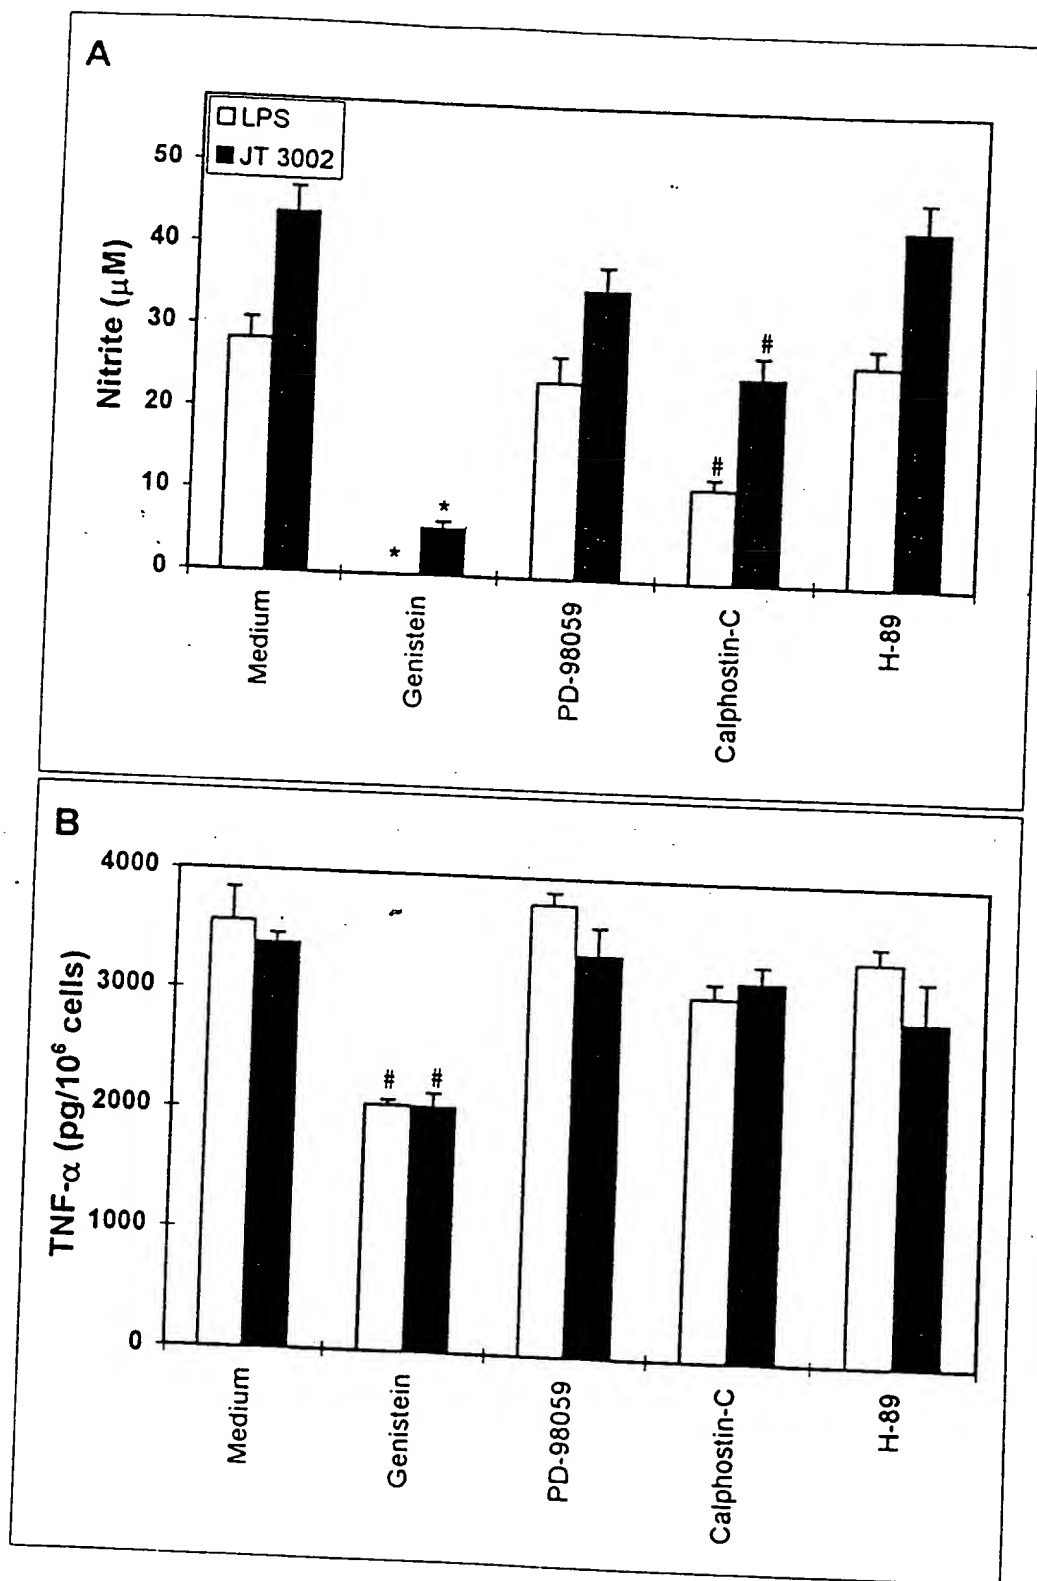 A
LPS
JT 3002
50
40
30
20
10
0
Nitrite (μM)
*
*
#
#
Medium
Genistein
PD-98059
Calphostin-C
H-89
B
4000
3000
2000
1000
0
TNF-α (pg/10⁶ cells)
#
#
Medium
Genistein
PD-98059
Calphostin-C
H-89